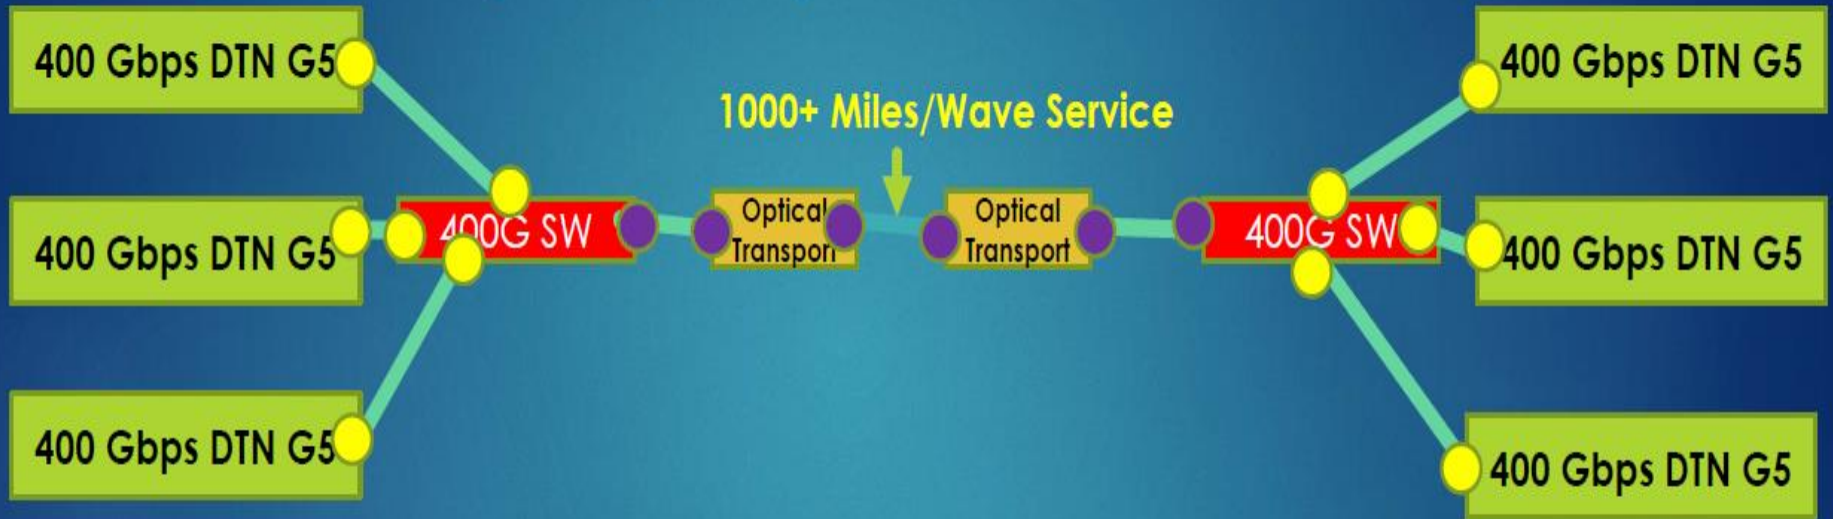 400 Gbps DTN G5
400 Gbps DTN G5
1000+ Miles/Wave Service
400 Gbps DTN G5
400G SW
Optical
Transport
Optical
Transport
400G SW
400 Gbps DTN G5
400 Gbps DTN G5
400 Gbps DTN G5